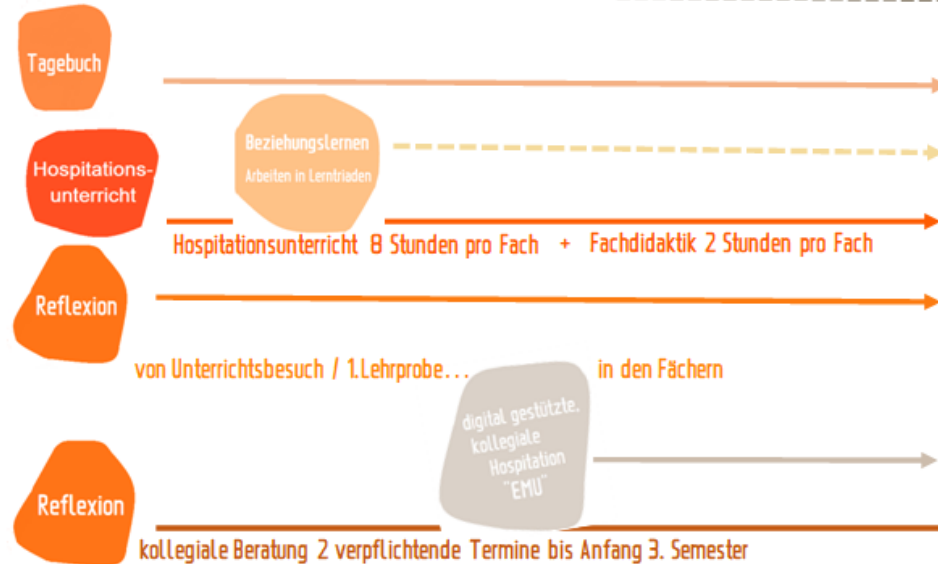 Tagebuch
Beziehungslernen
Arbeiten in Lerntriaden
Hospitations-
unterricht
Hospitationsunterricht 8 Stunden pro Fach + Fachdidaktik 2 Stunden pro Fach
Reflexion
von Unterrichtsbesuch / 1.Lehrprobe... in den Fächern
digital gestützte,
kollegiale
Hospitation
"EMU"
Reflexion
kollegiale Beratung 2 verpflichtende Termine bis Anfang 3. Semester